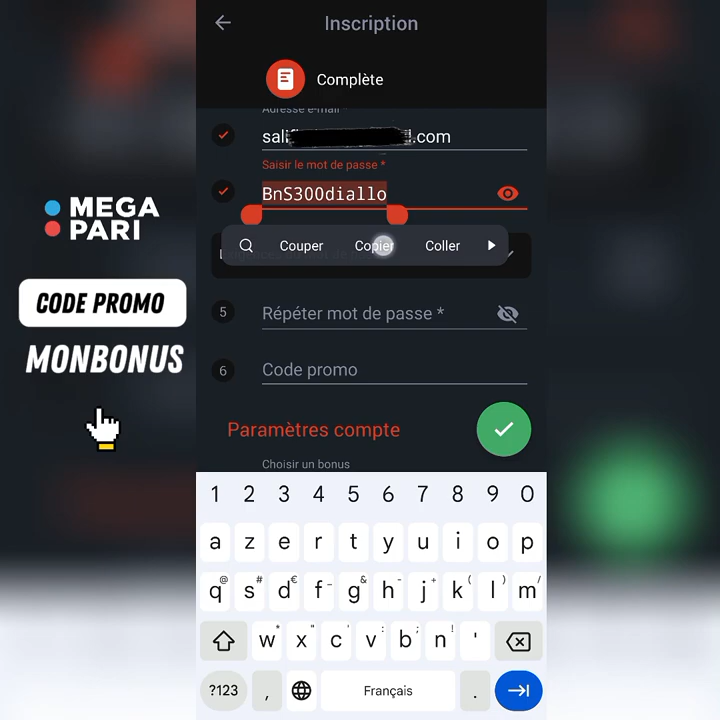 Inscription
Complète
Adresse e-mail *
sali
.com
Saisir le mot de passe *
BnS300diallo
Couper
Copier
Coller
5
Répéter mot de passe *
6
Code promo
Paramètres compte
Choisir un bonus
MEGA
PARI
CODE PROMO
MONBONUS
1 2 3 4 5 6 7 8 9 0
a z e r t y u i o p
@ # € _ & - + ( ) /
q s d f g h j k l m
* " ' : ; !
w x c v b n '
?123 , Français .